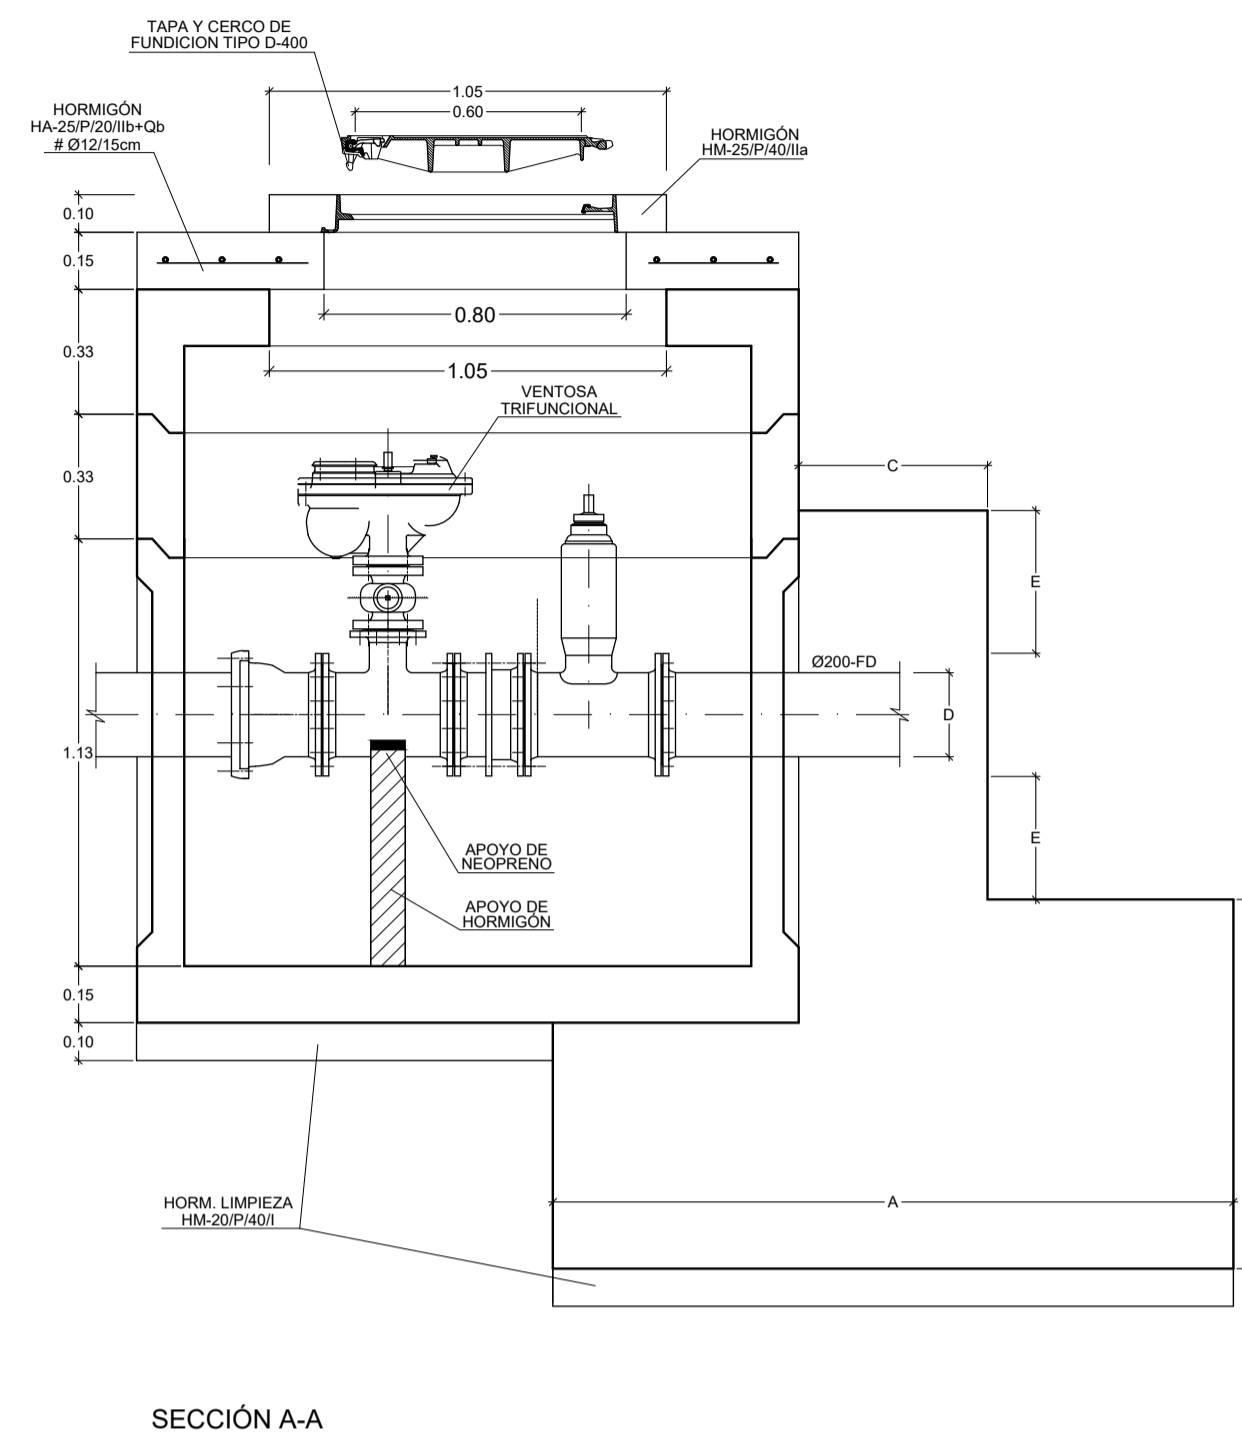 TAPA Y CERCO DE
FUNDICION TIPO D-400
1.05
0.60
HORMIGÓN
HA-25/P/20/IIb+Qb
# Ø12/15cm
HORMIGÓN
HM-25/P/40/IIa
0.10
0.15
0.80
0.33
1.05
VENTOSA
TRIFUNCIONAL
0.33
C
E
Ø200-FD
D
1.13
E
APOYO DE
NEOPRENO
APOYO DE
HORMIGÓN
0.15
0.10
HORM. LIMPIEZA
HM-20/P/40/I
A
SECCIÓN A-A